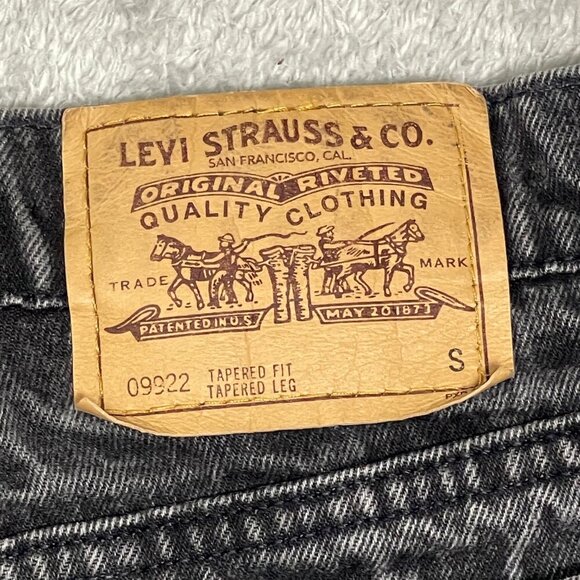 LEVI STRAUSS & CO.
SAN FRANCISCO, CAL.
ORIGINAL RIVETED
QUALITY CLOTHING
TRADE MARK
PATENTED IN U.S. MAY 20 1873
09922 TAPERED FIT S
TAPERED LEG